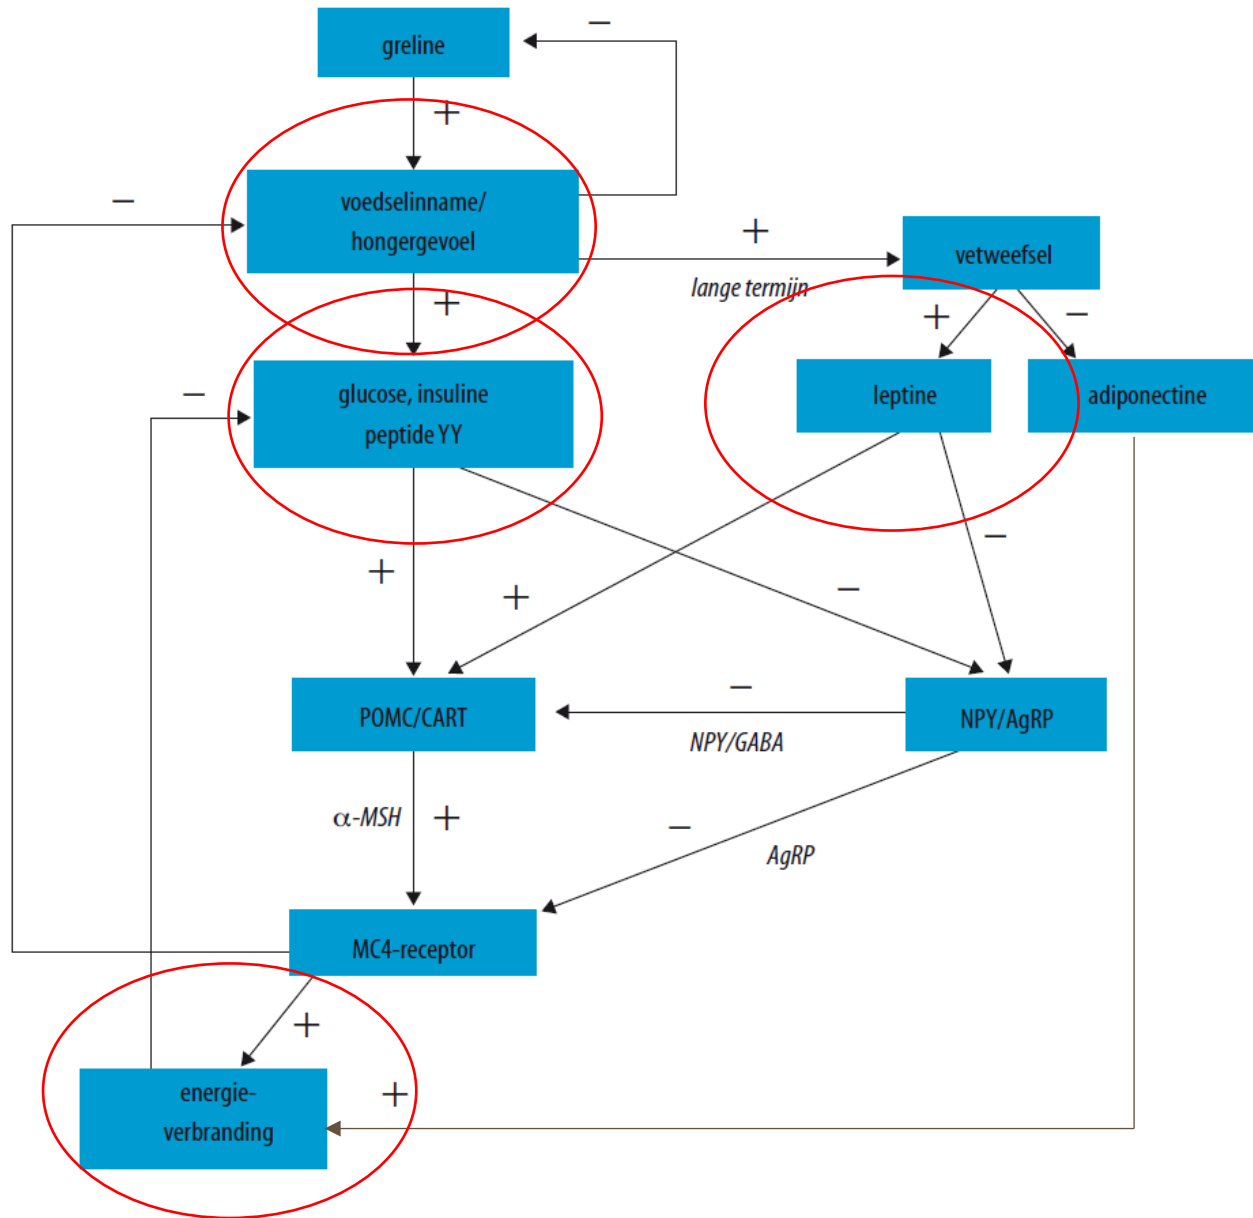 −
greline
+
−
voedselinname/
hongergevoel
+
vetweefsel
lange termijn
+
+
−
−
glucose, insuline
peptide YY
leptine
adiponectine
−
+
+
−
−
POMC/CART
NPY/AgRP
NPY/GABA
α-MSH
+
−
AgRP
MC4-receptor
+
energie-
verbranding
+